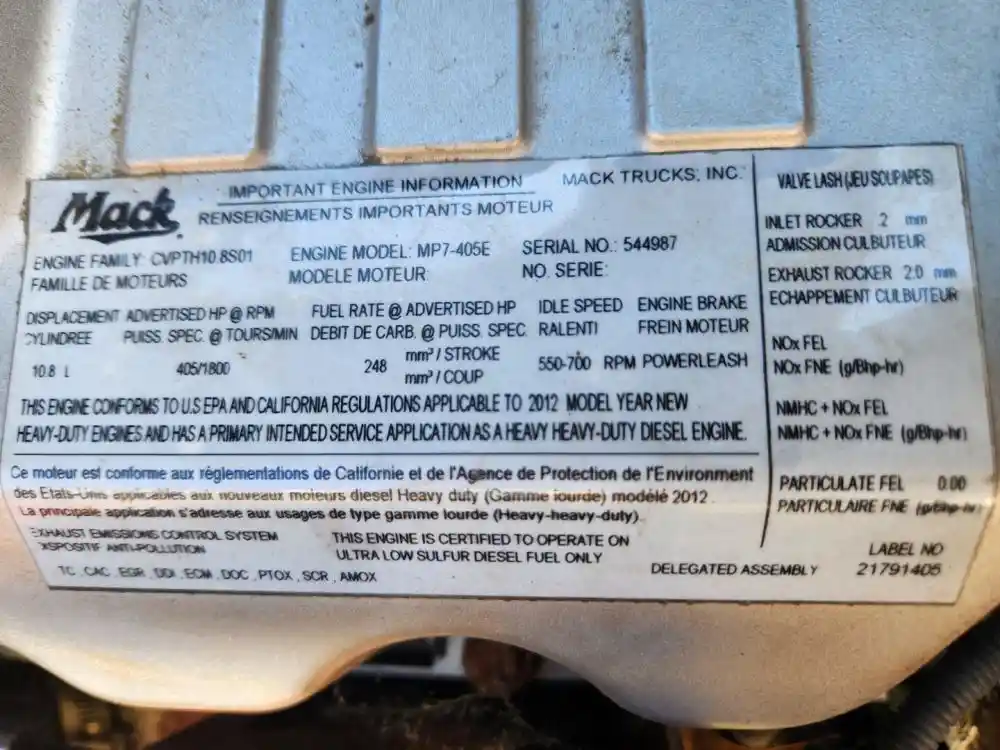 Mack
IMPORTANT ENGINE INFORMATION
MACK TRUCKS, INC.
RENSEIGNEMENTS IMPORTANTS MOTEUR
ENGINE FAMILY: CVPTH10.8S01
ENGINE MODEL: MP7-405E
SERIAL NO.: 544987
FAMILLE DE MOTEURS
MODELE MOTEUR:
NO. SERIE:
DISPLACEMENT ADVERTISED HP @ RPM FUEL RATE @ ADVERTISED HP IDLE SPEED ENGINE BRAKE
CYLINDREE PUISS. SPEC. @ TOURS/MIN DEBIT DE CARB. @ PUISS. SPEC. RALENTI FREIN MOTEUR
10.8 L 405/1800 248 mm³ / STROKE 550-700 RPM POWERLEASH
mm³ / COUP
THIS ENGINE CONFORMS TO U.S EPA AND CALIFORNIA REGULATIONS APPLICABLE TO 2012 MODEL YEAR NEW
HEAVY-DUTY ENGINES AND HAS A PRIMARY INTENDED SERVICE APPLICATION AS A HEAVY HEAVY-DUTY DIESEL ENGINE.
Ce moteur est conforme aux règlementations de Californie et de l'Agence de Protection de l'Environment
des Etats-Unis applicables aux nouveaux moteurs diesel Heavy duty (Gamme lourde) modélé 2012.
La principale application s'adresse aux usages de type gamme lourde (Heavy-heavy-duty).
EXHAUST EMISSIONS CONTROL SYSTEM
XSPOSITIF ANTI-POLLUTION
TC , CAC, EGR , DDI , ECM , DOC , PTOX , SCR , AMOX
THIS ENGINE IS CERTIFIED TO OPERATE ON
ULTRA LOW SULFUR DIESEL FUEL ONLY
DELEGATED ASSEMBLY
VALVE LASH (JEU SOUPAPES)
INLET ROCKER .2 mm
ADMISSION CULBUTEUR
EXHAUST ROCKER 2.0 mm
ECHAPPEMENT CULBUTEUR
NOx FEL
NOx FNE (g/Bhp-hr)
NMHC + NOx FEL
NMHC + NOx FNE (g/Bhp-hr)
PARTICULATE FEL 0.00
PARTICULAIRE FNE (g/Bhp-hr)
LABEL NO
21791405